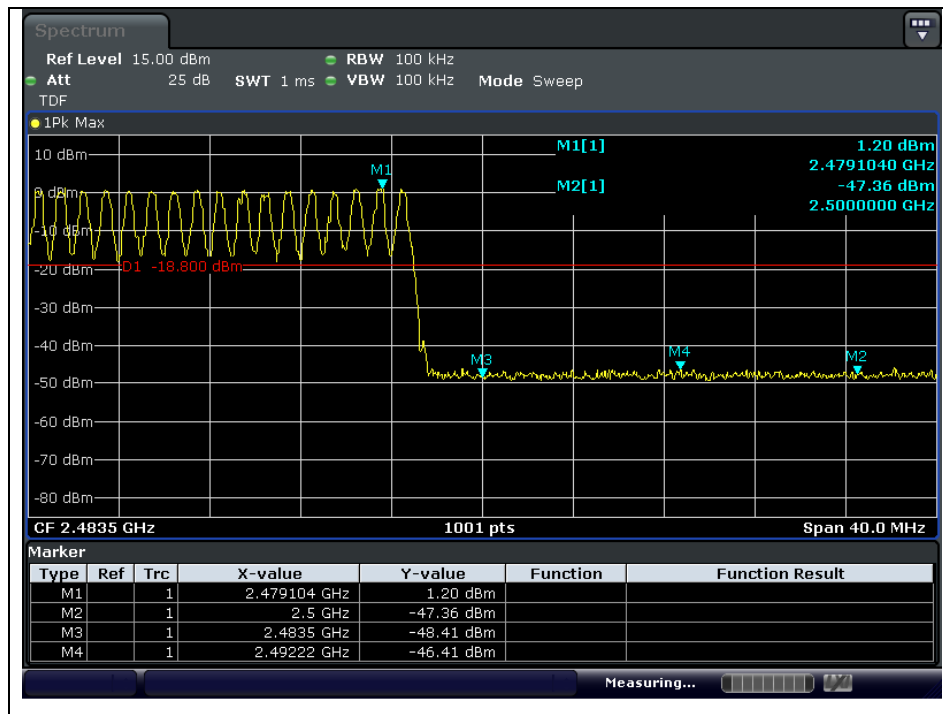 Spectrum
Ref Level 15.00 dBm RBW 100 kHz
Att 25 dB SWT 1 ms VBW 100 kHz Mode Sweep
TDF
1Pk Max
M1[1] 1.20 dBm
2.4791040 GHz
M2[1] -47.36 dBm
2.5000000 GHz
10 dBm
M1
0 dBm
-10 dBm
-20 dBm
D1 -18.800 dBm
-30 dBm
-40 dBm
M3
M4
M2
-50 dBm
-60 dBm
-70 dBm
-80 dBm
CF 2.4835 GHz 1001 pts Span 40.0 MHz
Marker
Type Ref Trc X-value Y-value Function Function Result
M1 1 2.479104 GHz 1.20 dBm
M2 1 2.5 GHz -47.36 dBm
M3 1 2.4835 GHz -48.41 dBm
M4 1 2.49222 GHz -46.41 dBm
Measuring...